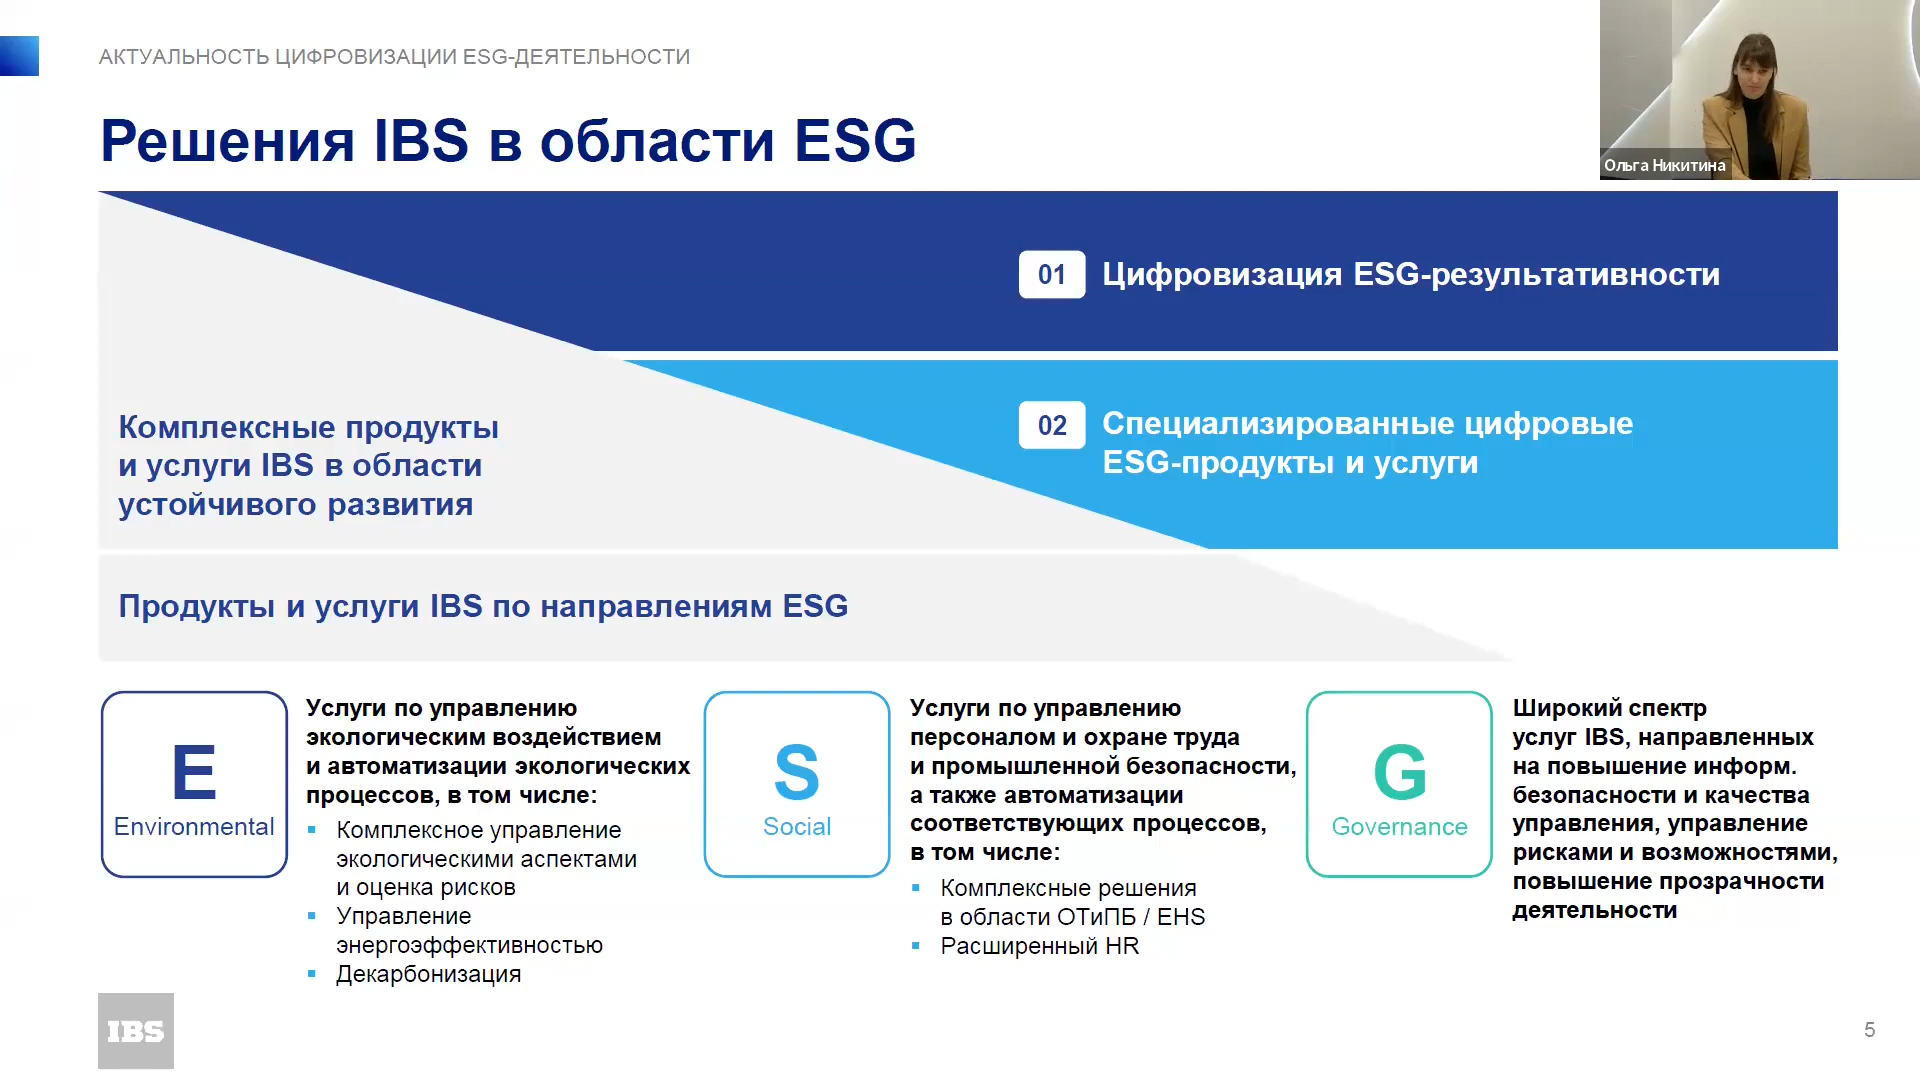 АКТУАЛЬНОСТЬ ЦИФРОВИЗАЦИИ ESG-ДЕЯТЕЛЬНОСТИ
Решения IBS в области ESG
Ольга Никитина
01 Цифровизация ESG-результативности
02 Специализированные цифровые
ESG-продукты и услуги
Комплексные продукты
и услуги IBS в области
устойчивого развития
Продукты и услуги IBS по направлениям ESG
E
Environmental
Услуги по управлению
экологическим воздействием
и автоматизации экологических
процессов, в том числе:
▪ Комплексное управление
экологическими аспектами
и оценка рисков
▪ Управление
энергоэффективностью
▪ Декарбонизация
S
Social
Услуги по управлению
персоналом и охране труда
и промышленной безопасности,
а также автоматизации
соответствующих процессов,
в том числе:
▪ Комплексные решения
в области ОТиПБ / EHS
▪ Расширенный HR
G
Governance
Широкий спектр
услуг IBS, направленных
на повышение информ.
безопасности и качества
управления, управление
рисками и возможностями,
повышение прозрачности
деятельности
IBS
5